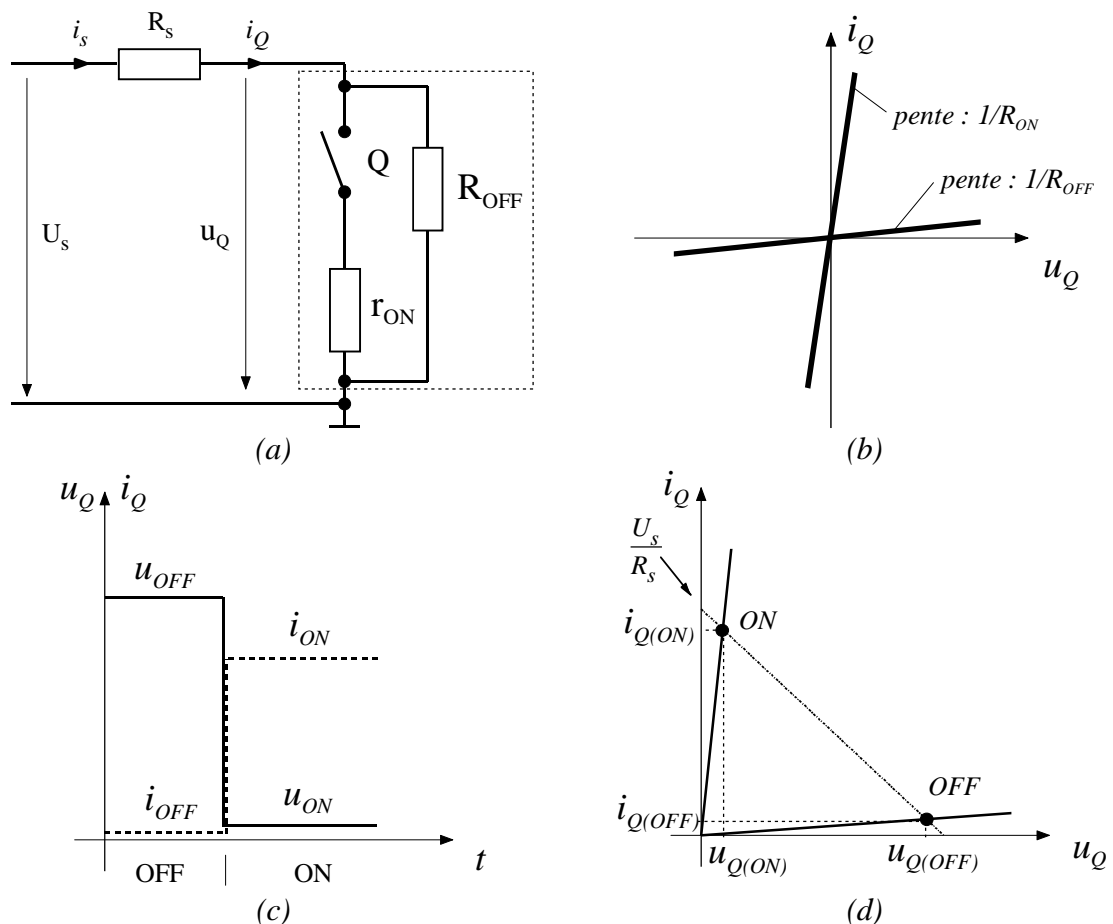 i_s R_s i_Q
Q
R_OFF
U_s u_Q
r_ON
(a)
i_Q
pente : 1/R_ON
pente : 1/R_OFF
u_Q
(b)
u_Q i_Q
u_OFF
i_ON
i_OFF u_ON
t
OFF | ON
(c)
i_Q
U_s
R_s
i_Q(ON) ON
OFF
i_Q(OFF)
u_Q(ON) u_Q(OFF) u_Q
(d)